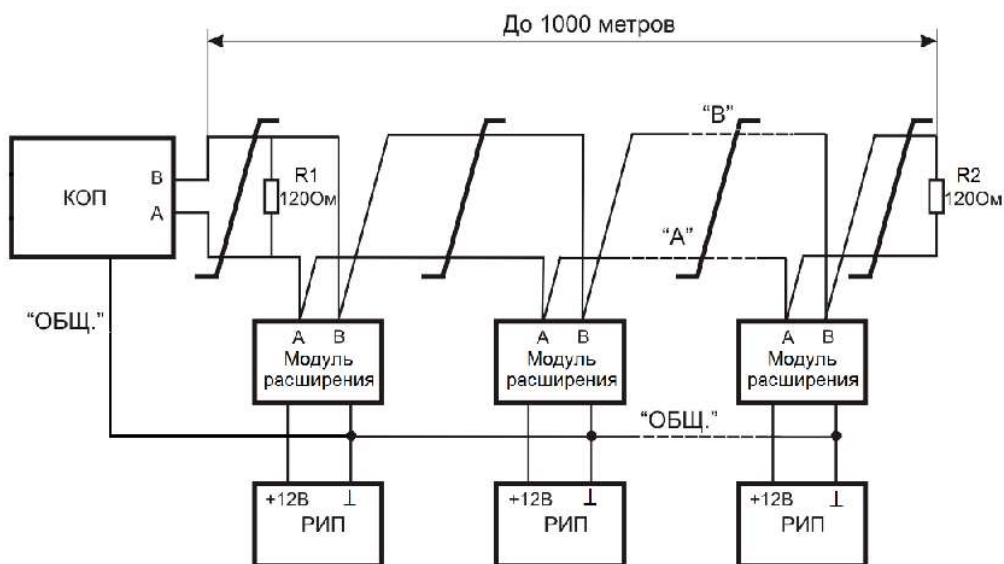 До 1000 метров
КОП
В
А
R1
120Ом
“В”
“А”
R2
120Ом
“ОБЩ.”
А В
Модуль
расширения
А В
Модуль
расширения
А В
Модуль
расширения
“ОБЩ.”
+12В ⊥
РИП
+12В ⊥
РИП
+12В ⊥
РИП